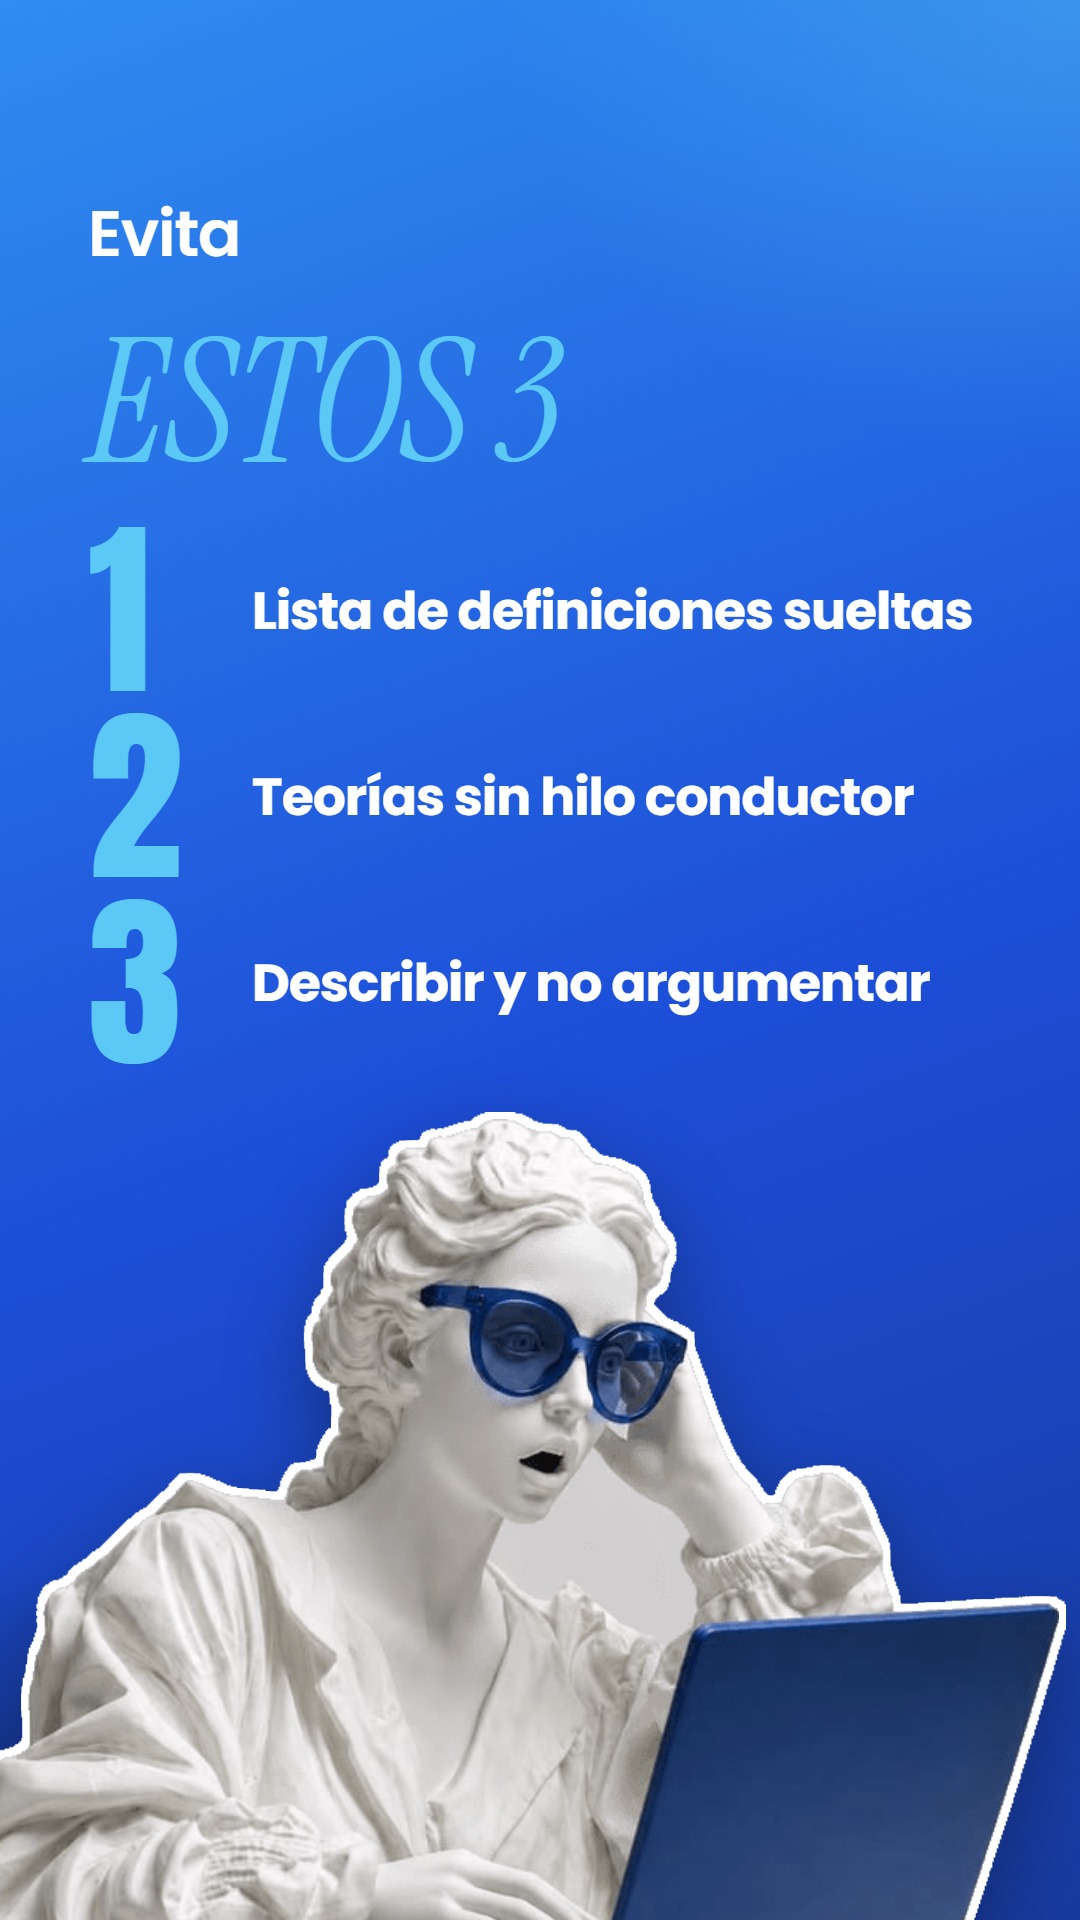 Evita
ESTOS 3
1 Lista de definiciones sueltas
2 Teorías sin hilo conductor
3 Describir y no argumentar